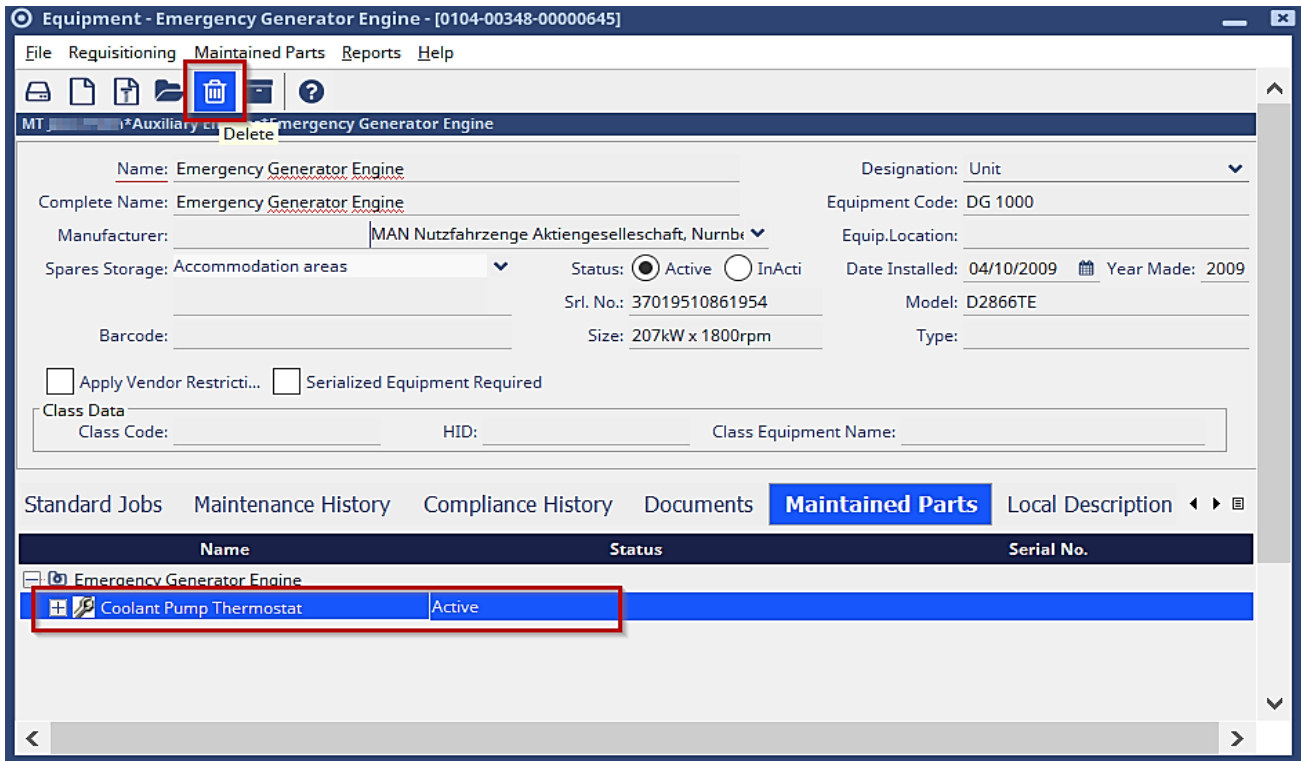 Equipment - Emergency Generator Engine - [0104-00348-00000645]
File Requisitioning Maintained Parts Reports Help
MT *Auxiliary Emergency Generator Engine
Delete
Name: Emergency Generator Engine Designation: Unit
Complete Name: Emergency Generator Engine Equipment Code: DG 1000
Manufacturer: MAN Nutzfahrzenge Aktiengeselleschaft, Nurnbe Equip.Location:
Spares Storage: Accommodation areas Status: Active InActi Date Installed: 04/10/2009 Year Made: 2009
Srl. No.: 37019510861954 Model: D2866TE
Barcode: Size: 207kW x 1800rpm Type:
Apply Vendor Restricti... Serialized Equipment Required
Class Data
Class Code: HID: Class Equipment Name:
Standard Jobs Maintenance History Compliance History Documents Maintained Parts Local Description
Name Status Serial No.
Emergency Generator Engine
Coolant Pump Thermostat Active